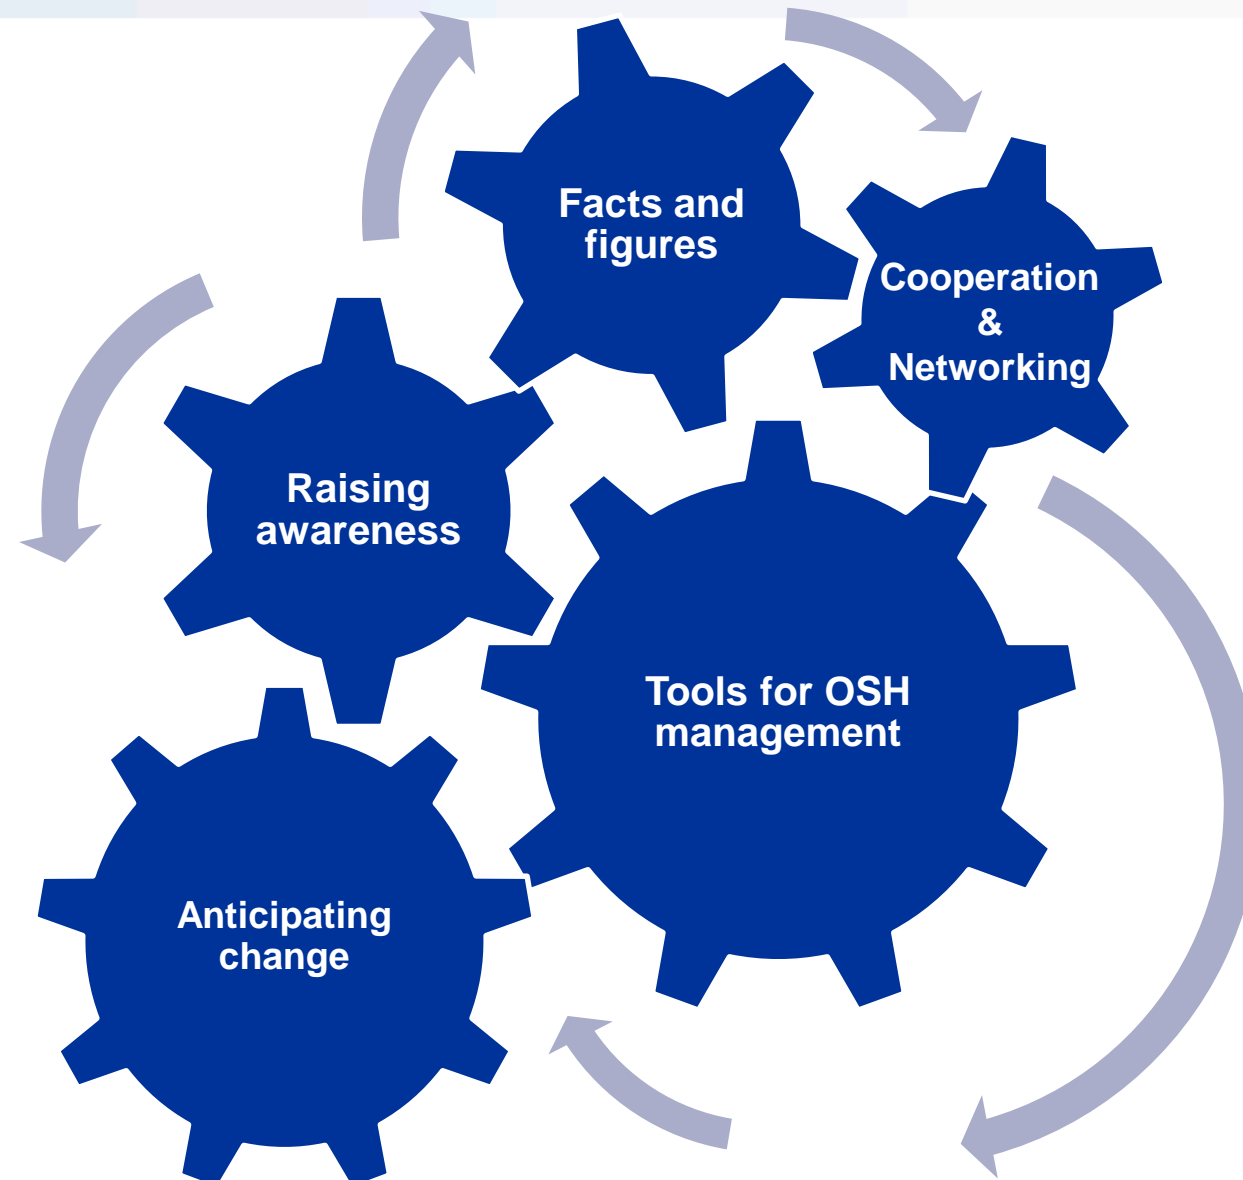 Facts and
figures
Cooperation
&
Networking
Raising
awareness
Tools for OSH
management
Anticipating
change